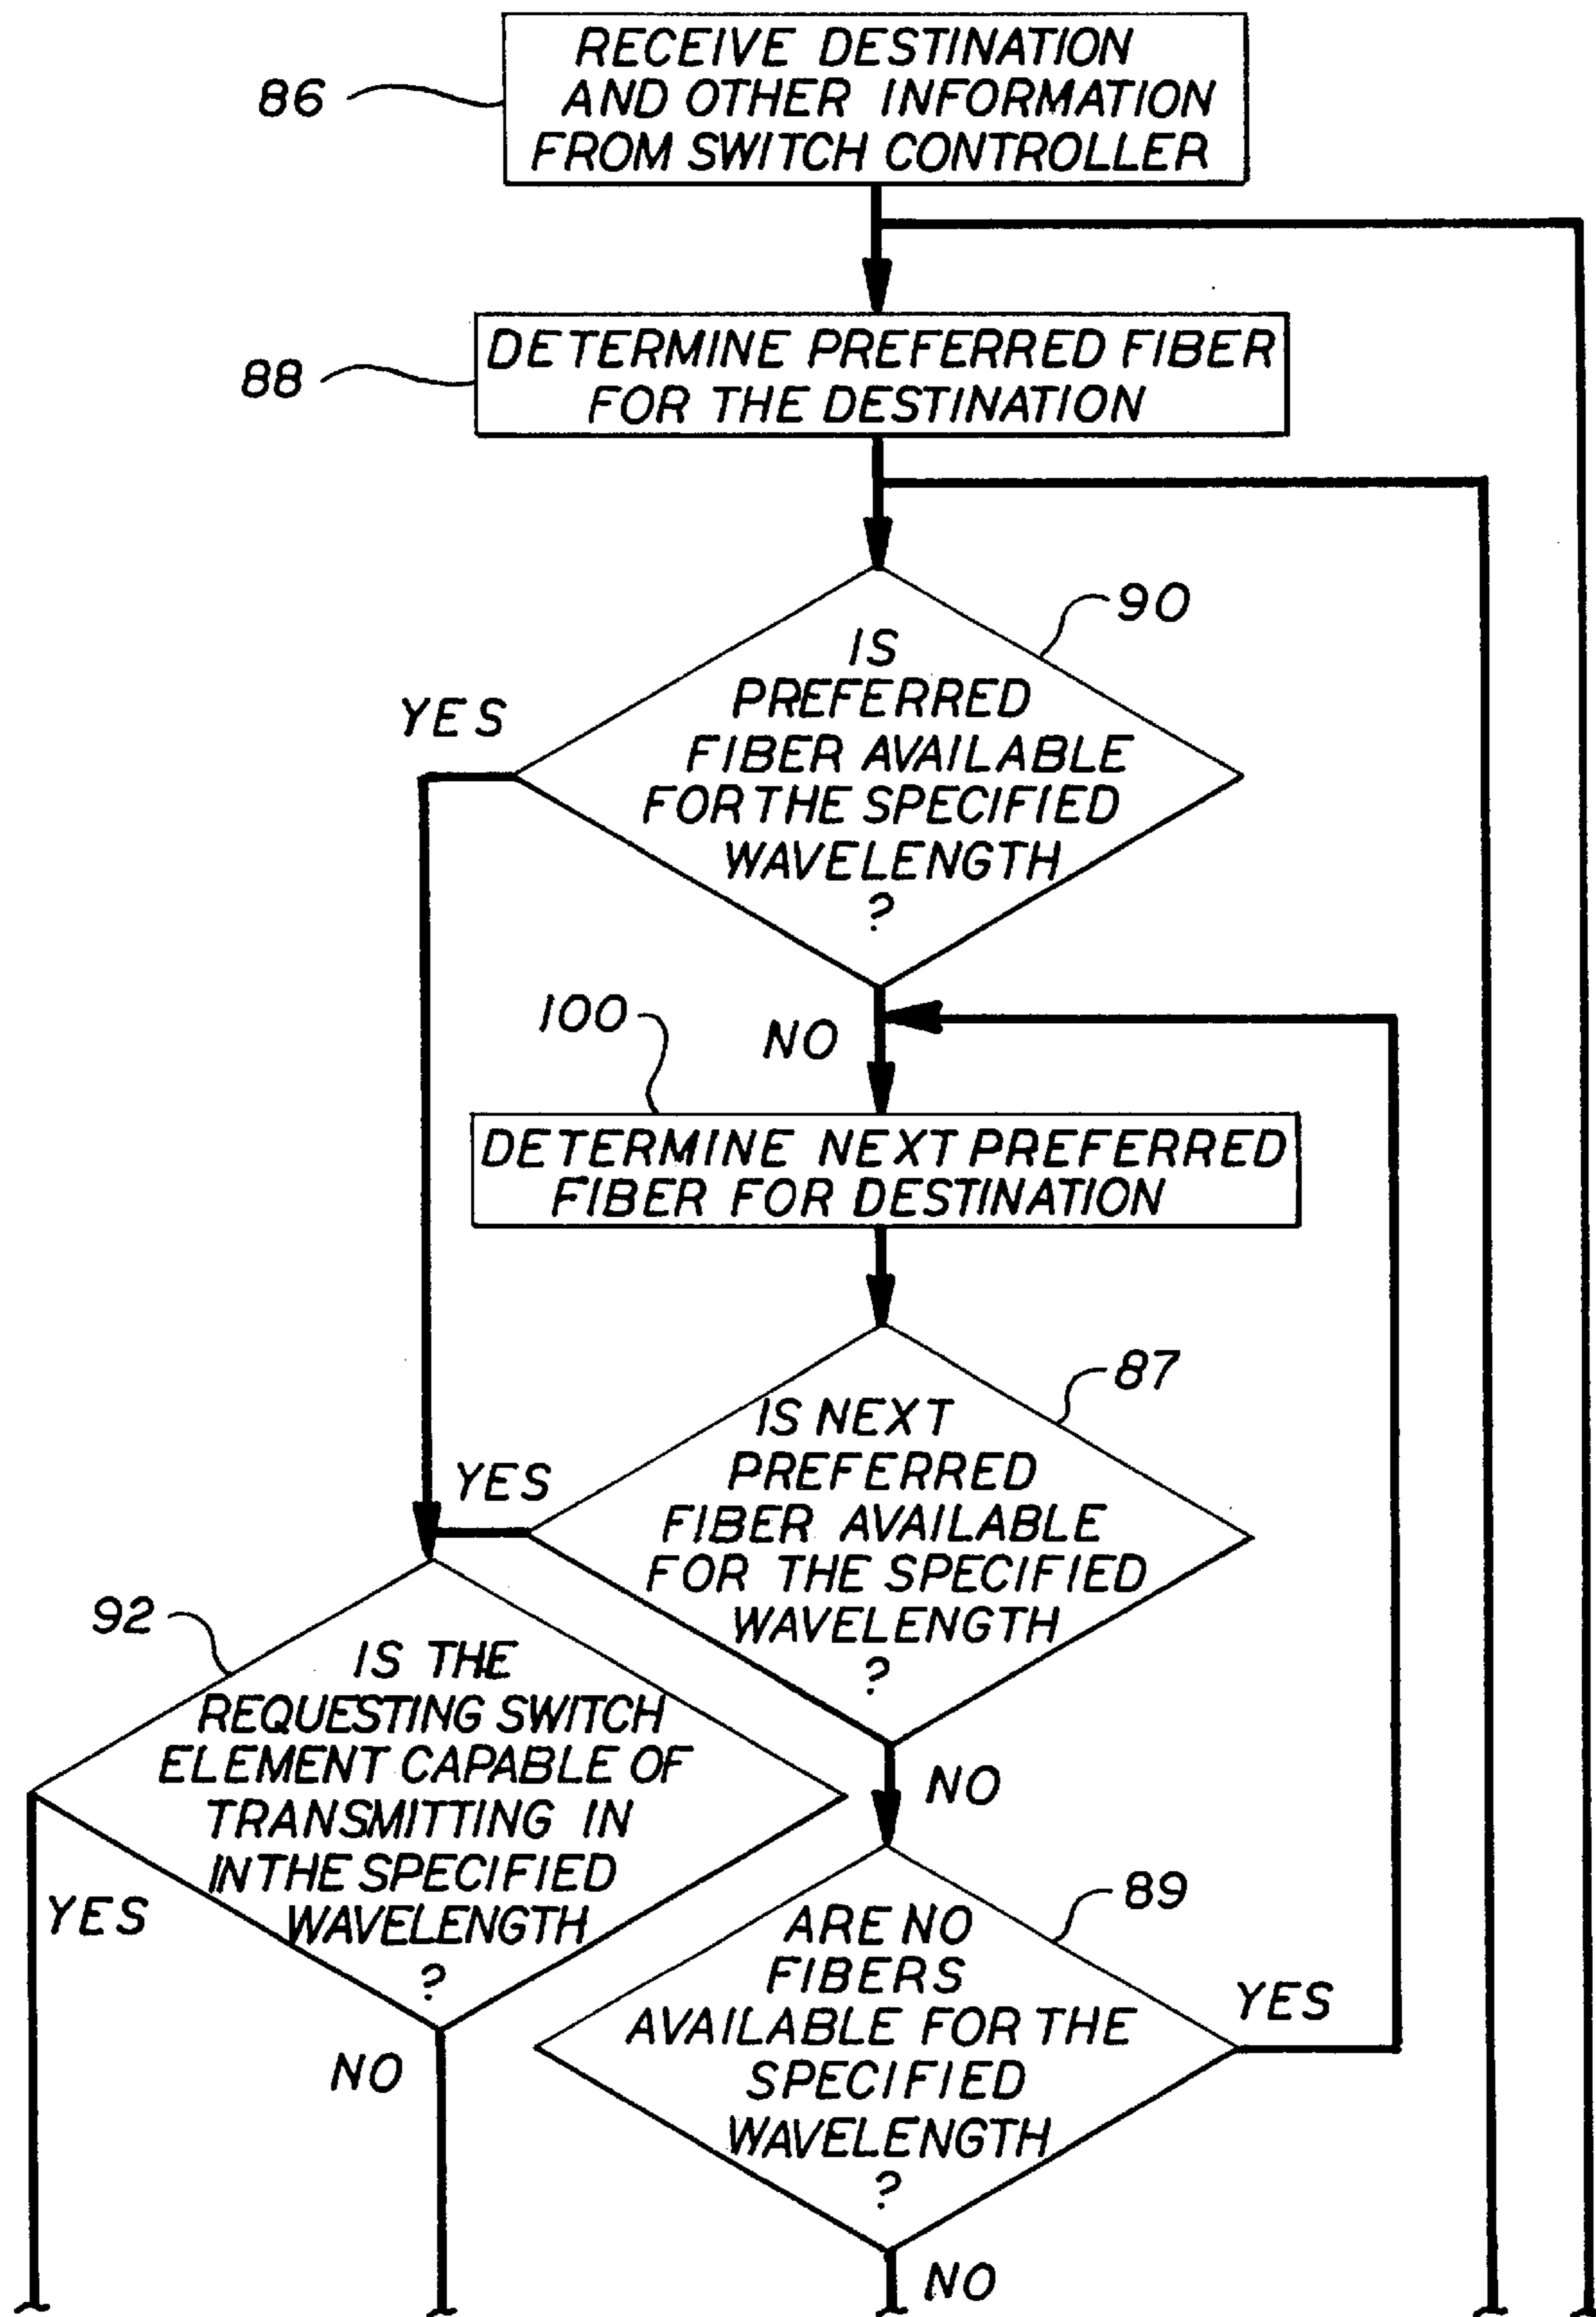 RECEIVE DESTINATION
AND OTHER INFORMATION
FROM SWITCH CONTROLLER
86
DETERMINE PREFERRED FIBER
FOR THE DESTINATION
88
90
IS
PREFERRED
FIBER AVAILABLE
FOR THE SPECIFIED
WAVELENGTH
?
YES
NO
100
DETERMINE NEXT PREFERRED
FIBER FOR DESTINATION
87
IS NEXT
PREFERRED
FIBER AVAILABLE
FOR THE SPECIFIED
WAVELENGTH
?
YES
NO
92
IS THE
REQUESTING SWITCH
ELEMENT CAPABLE OF
TRANSMITTING IN
IN THE SPECIFIED
WAVELENGTH
?
YES
NO
89
ARE NO
FIBERS
AVAILABLE FOR THE
SPECIFIED
WAVELENGTH
?
YES
NO